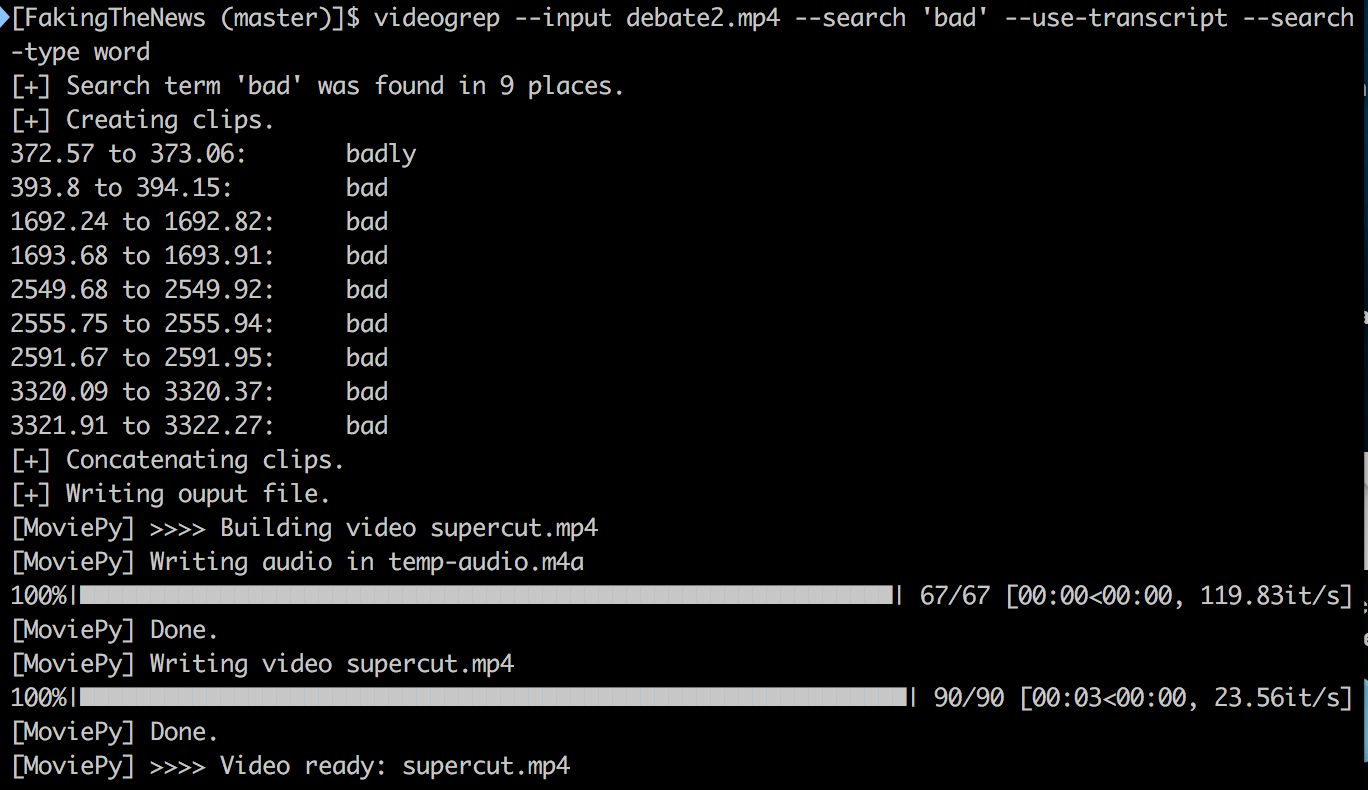 [FakingTheNews (master)]$ videogrep --input debate2.mp4 --search 'bad' --use-transcript --search
-type word
[+] Search term 'bad' was found in 9 places.
[+] Creating clips.
372.57 to 373.06:     badly
393.8 to 394.15:      bad
1692.24 to 1692.82:     bad
1693.68 to 1693.91:     bad
2549.68 to 2549.92:     bad
2555.75 to 2555.94:     bad
2591.67 to 2591.95:     bad
3320.09 to 3320.37:     bad
3321.91 to 3322.27:     bad
[+] Concatenating clips.
[+] Writing ouput file.
[MoviePy] >>>> Building video supercut.mp4
[MoviePy] Writing audio in temp-audio.m4a
100%|██████████| 67/67 [00:00<00:00, 119.83it/s]
[MoviePy] Done.
[MoviePy] Writing video supercut.mp4
100%|██████████| 90/90 [00:03<00:00, 23.56it/s]
[MoviePy] Done.
[MoviePy] >>>> Video ready: supercut.mp4